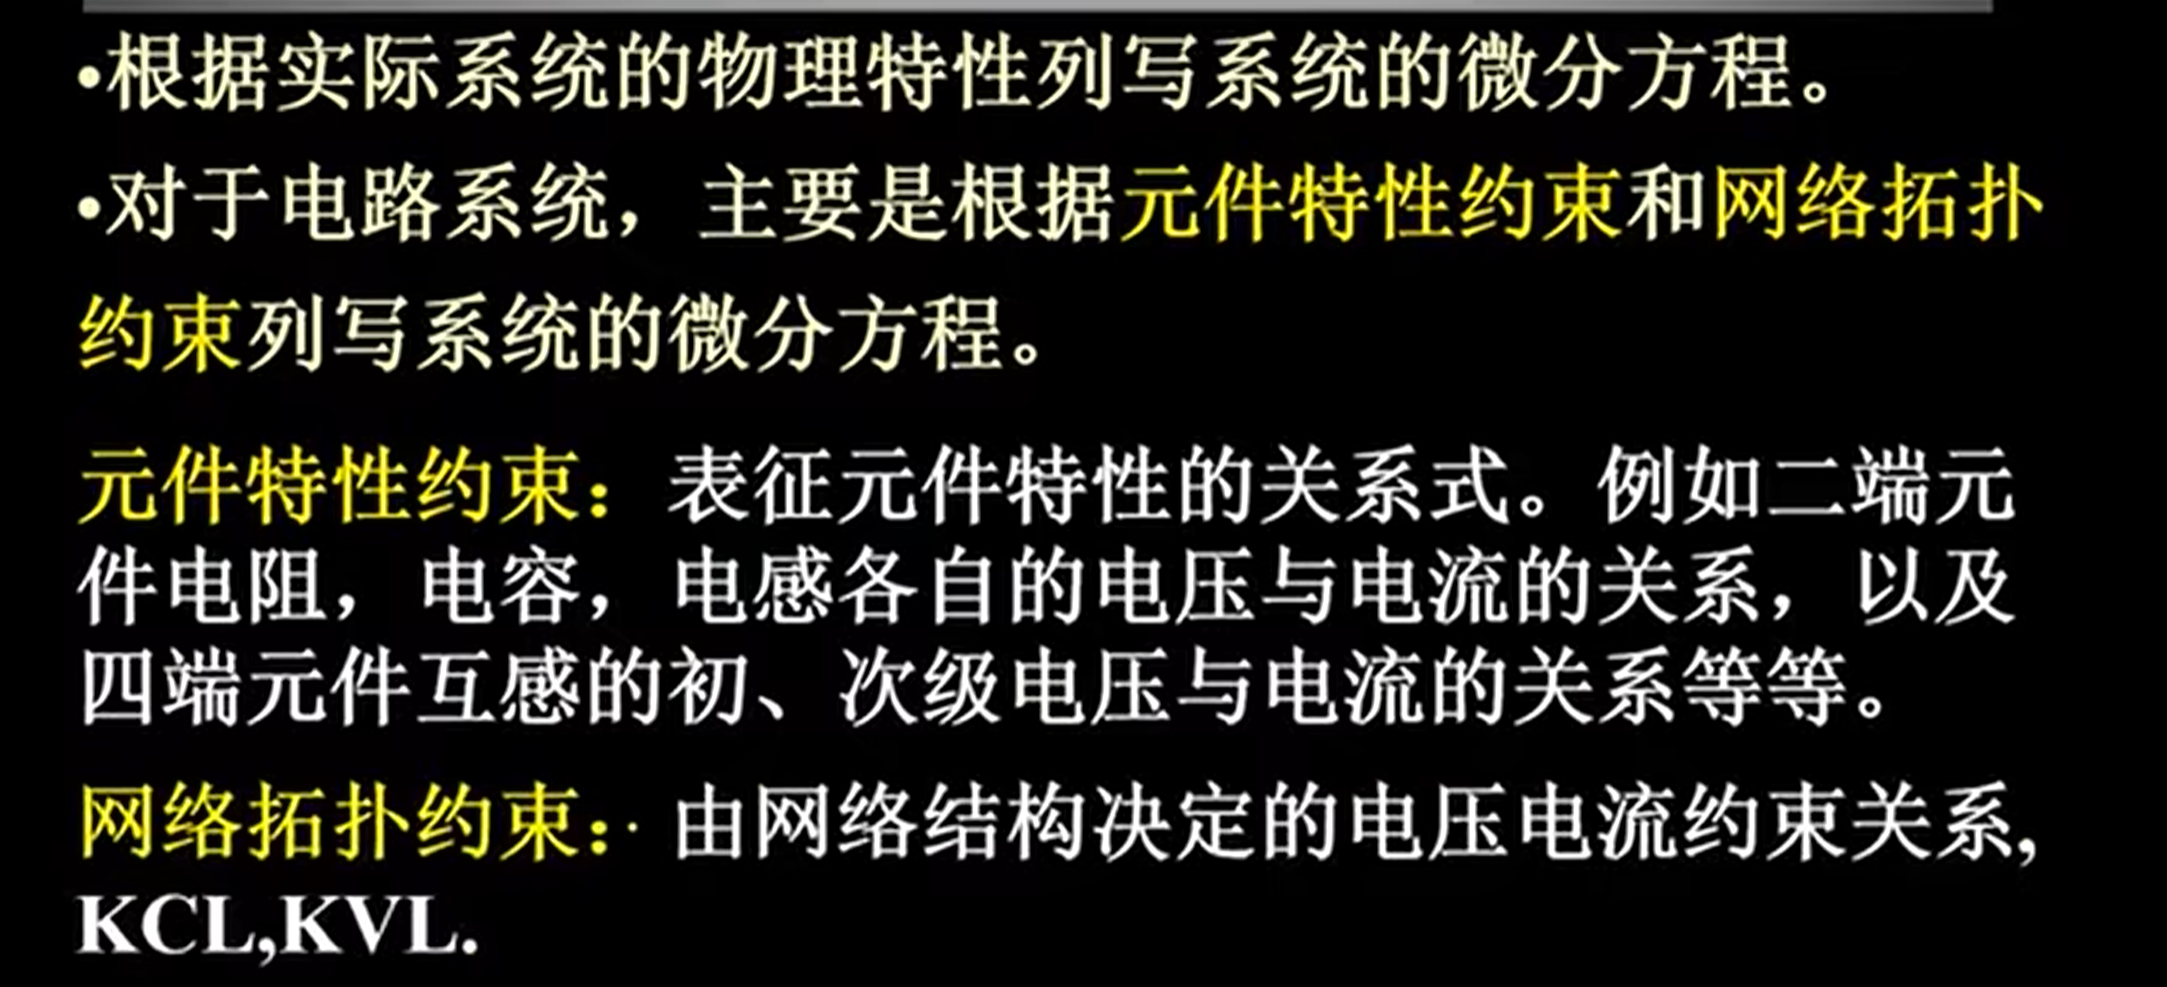 •根据实际系统的物理特性列写系统的微分方程。
•对于电路系统，主要是根据元件特性约束和网络拓扑
约束列写系统的微分方程。
元件特性约束：表征元件特性的关系式。例如二端元
件电阻，电容，电感各自的电压与电流的关系，以及
四端元件互感的初、次级电压与电流的关系等等。
网络拓扑约束：由网络结构决定的电压电流约束关系,
KCL,KVL.